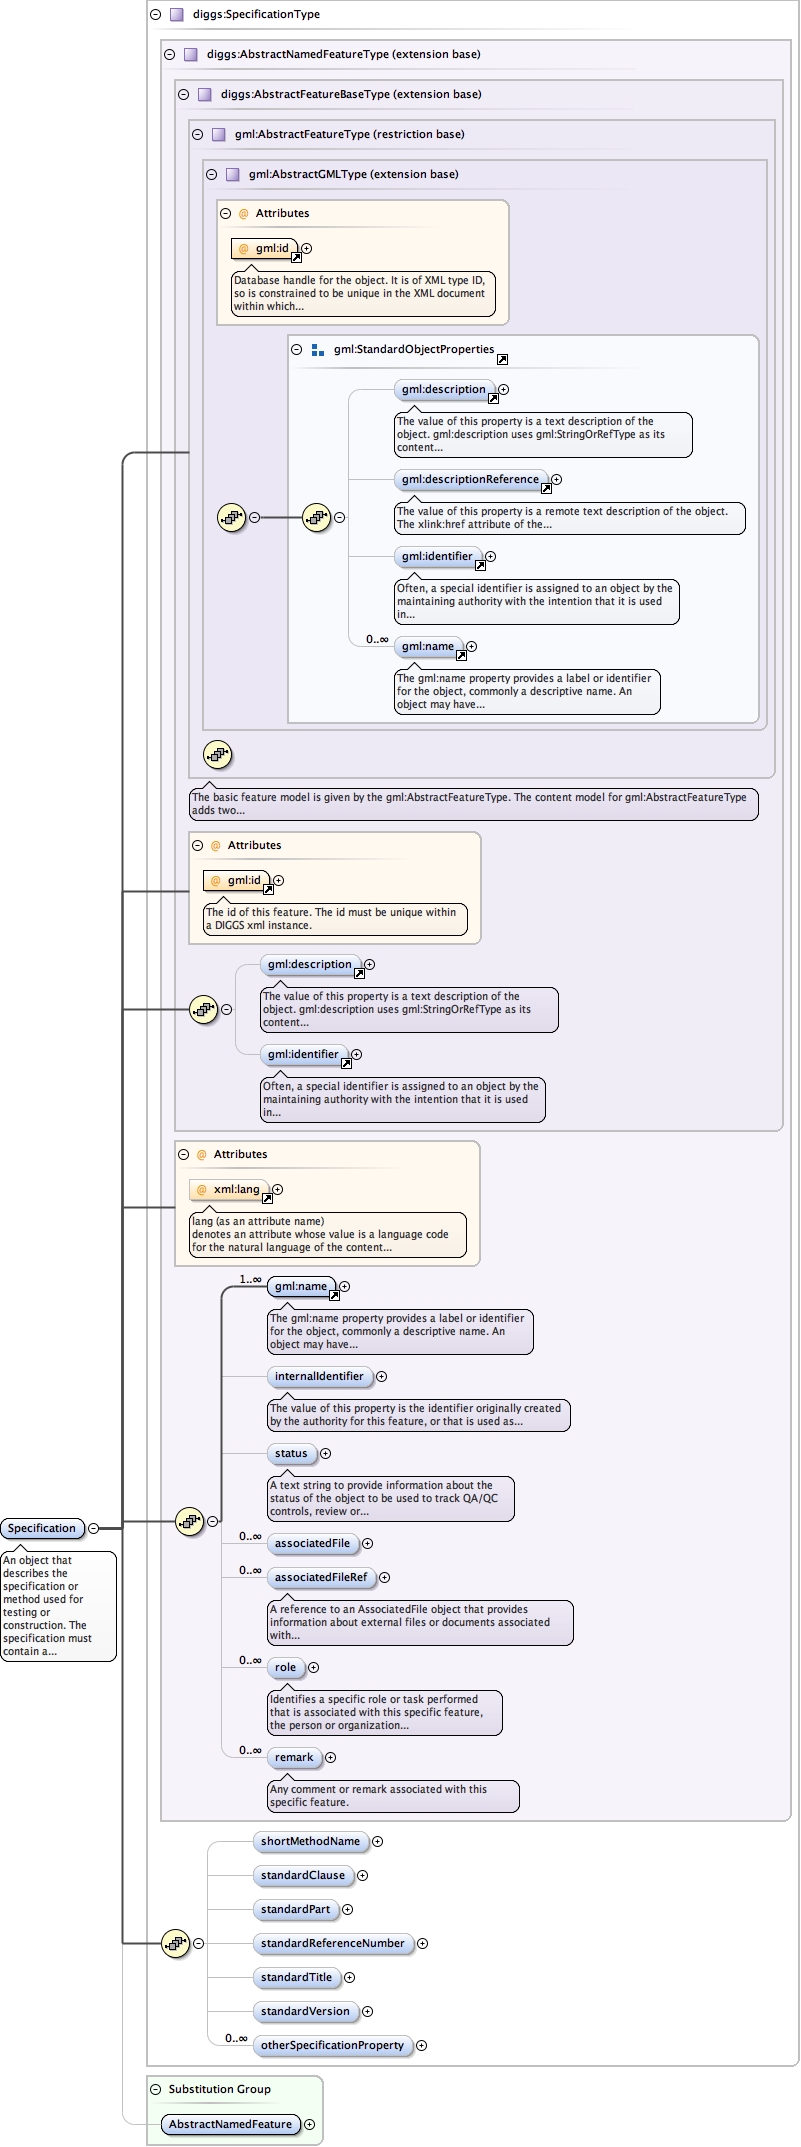 diggs:SpecificationType
diggs:AbstractNamedFeatureType (extension base)
diggs:AbstractFeatureBaseType (extension base)
gml:AbstractFeatureType (restriction base)
gml:AbstractGMLType (extension base)
@ Attributes
@ gml:id
Database handle for the object. It is of XML type ID,
so is constrained to be unique in the XML document
within which...
gml:StandardObjectProperties
gml:description
The value of this property is a text description of the
object. gml:description uses gml:StringOrRefType as its
content...
gml:descriptionReference
The value of this property is a remote text description of the object.
The xlink:href attribute of the...
gml:identifier
Often, a special identifier is assigned to an object by the
maintaining authority with the intention that it is used
in...
0..∞
gml:name
The gml:name property provides a label or identifier
for the object, commonly a descriptive name. An
object may have...
The basic feature model is given by the gml:AbstractFeatureType. The content model for gml:AbstractFeatureType
adds two...
@ Attributes
@ gml:id
The id of this feature. The id must be unique within
a DIGGS xml instance.
gml:description
The value of this property is a text description of the
object. gml:description uses gml:StringOrRefType as its
content...
gml:identifier
Often, a special identifier is assigned to an object by the
maintaining authority with the intention that it is used
in...
@ Attributes
@ xml:lang
lang (as an attribute name)
denotes an attribute whose value is a language code
for the natural language of the content...
1..∞
gml:name
The gml:name property provides a label or identifier
for the object, commonly a descriptive name. An
object may have...
internalIdentifier
The value of this property is the identifier originally created
by the authority for this feature, or that is used as...
status
A text string to provide information about the
status of the object to be used to track QA/QC
controls, review or...
Specification
An object that
describes the
specification or
method used for
testing or
construction. The
specification must
contain a...
0..∞
associatedFile
0..∞
associatedFileRef
A reference to an AssociatedFile object that provides
information about external files or documents associated
with...
0..∞
role
Identifies a specific role or task performed
that is associated with this specific feature,
the person or organization...
0..∞
remark
Any comment or remark associated with this
specific feature.
shortMethodName
standardClause
standardPart
standardReferenceNumber
standardTitle
standardVersion
0..∞
otherSpecificationProperty
Substitution Group
AbstractNamedFeature